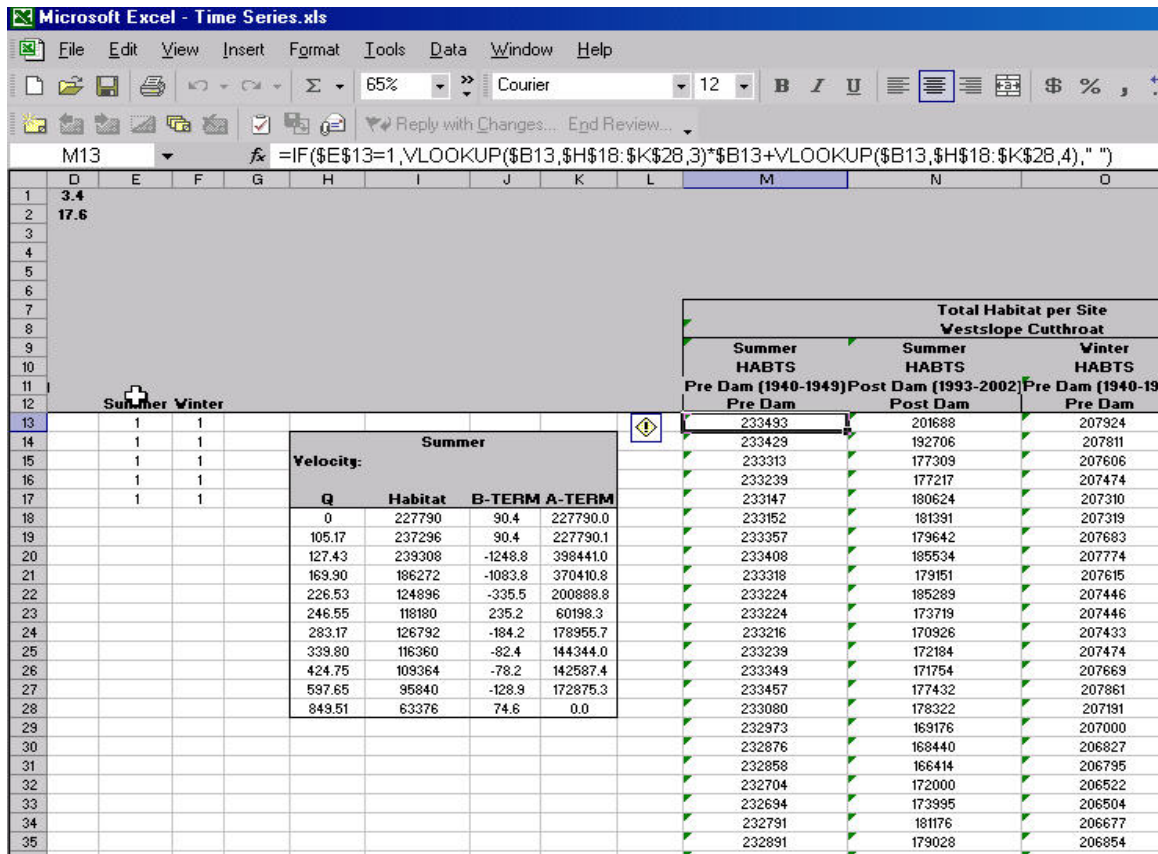 Microsoft Excel - Time Series.xls
File Edit View Insert Format Tools Data Window Help
Σ 65% » Courier 12 B I U $ % ,
Reply with Changes... End Review...
M13 fx =IF($E$13=1,VLOOKUP($B13,$H$18:$K$28,3)*$B13+VLOOKUP($B13,$H$18:$K$28,4)," ")
D E F G H I J K L M N O
1 3.4
2 17.6
3
4
5
6
7 Total Habitat per Site
8 Westslope Cutthroat
9 Summer Summer Winter
10 HABTS HABTS HABTS
11 Pre Dam (1940-1949) Post Dam (1993-2002) Pre Dam (1940-19
12 Summer Winter Pre Dam Post Dam Pre Dam
13 1 1 233493 201688 207924
14 1 1 Summer 233429 192706 207811
15 1 1 Velocity: 233313 177309 207606
16 1 1 233239 177217 207474
17 1 1 Q Habitat B-TERM A-TERM 233147 180624 207310
18 0 227790 90.4 227790.0 233152 181391 207319
19 105.17 237296 90.4 227790.1 233357 179642 207683
20 127.43 239308 -1248.8 398441.0 233408 185534 207774
21 169.90 186272 -1083.8 370410.8 233318 179151 207615
22 226.53 124896 -335.5 200888.8 233224 185289 207446
23 246.55 118180 235.2 60198.3 233224 173719 207446
24 283.17 126792 -184.2 178955.7 233216 170926 207433
25 339.80 116360 -82.4 144344.0 233239 172184 207474
26 424.75 109364 -78.2 142587.4 233349 171754 207669
27 597.65 95840 -128.9 172875.3 233457 177432 207861
28 849.51 63376 74.6 0.0 233080 178322 207191
29 232973 169176 207000
30 232876 168440 206827
31 232858 166414 206795
32 232704 172000 206522
33 232694 173995 206504
34 232791 181176 206677
35 232891 179028 206854